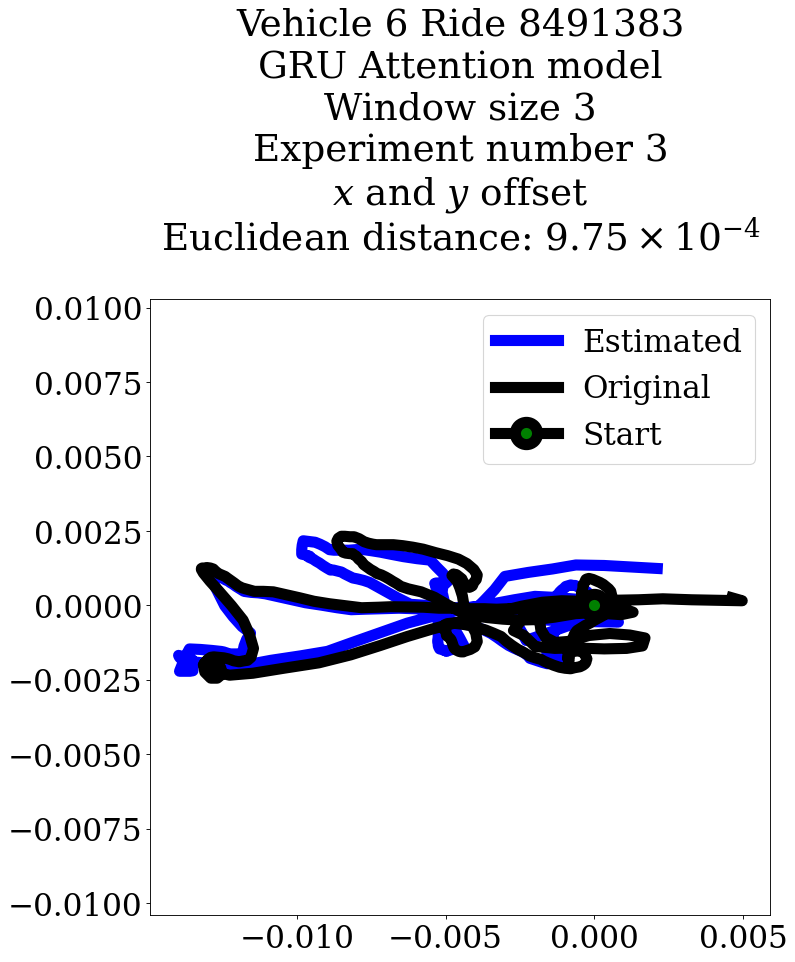 Vehicle 6 Ride 8491383
GRU Attention model
Window size 3
Experiment number 3
x and y offset
Euclidean distance: 9.75 × 10⁻⁴
0.0100
0.0075
0.0050
0.0025
0.0000
−0.0025
−0.0050
−0.0075
−0.0100
Estimated
Original
Start
−0.010
−0.005
0.000
0.005